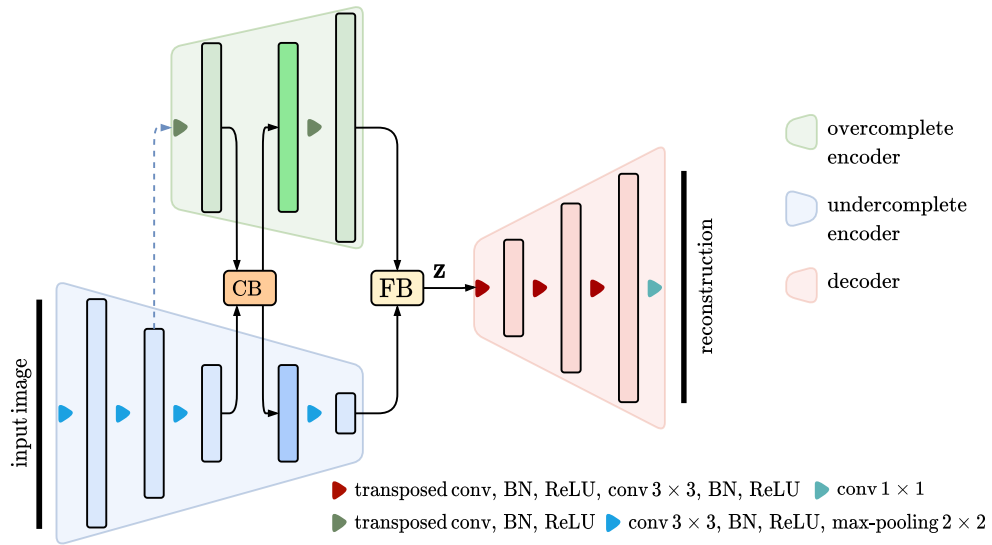 overcomplete
encoder
undercomplete
encoder
decoder
CB
FB
z
input image
reconstruction
transposed conv, BN, ReLU, conv 3 × 3, BN, ReLU
conv 1 × 1
transposed conv, BN, ReLU
conv 3 × 3, BN, ReLU, max-pooling 2 × 2